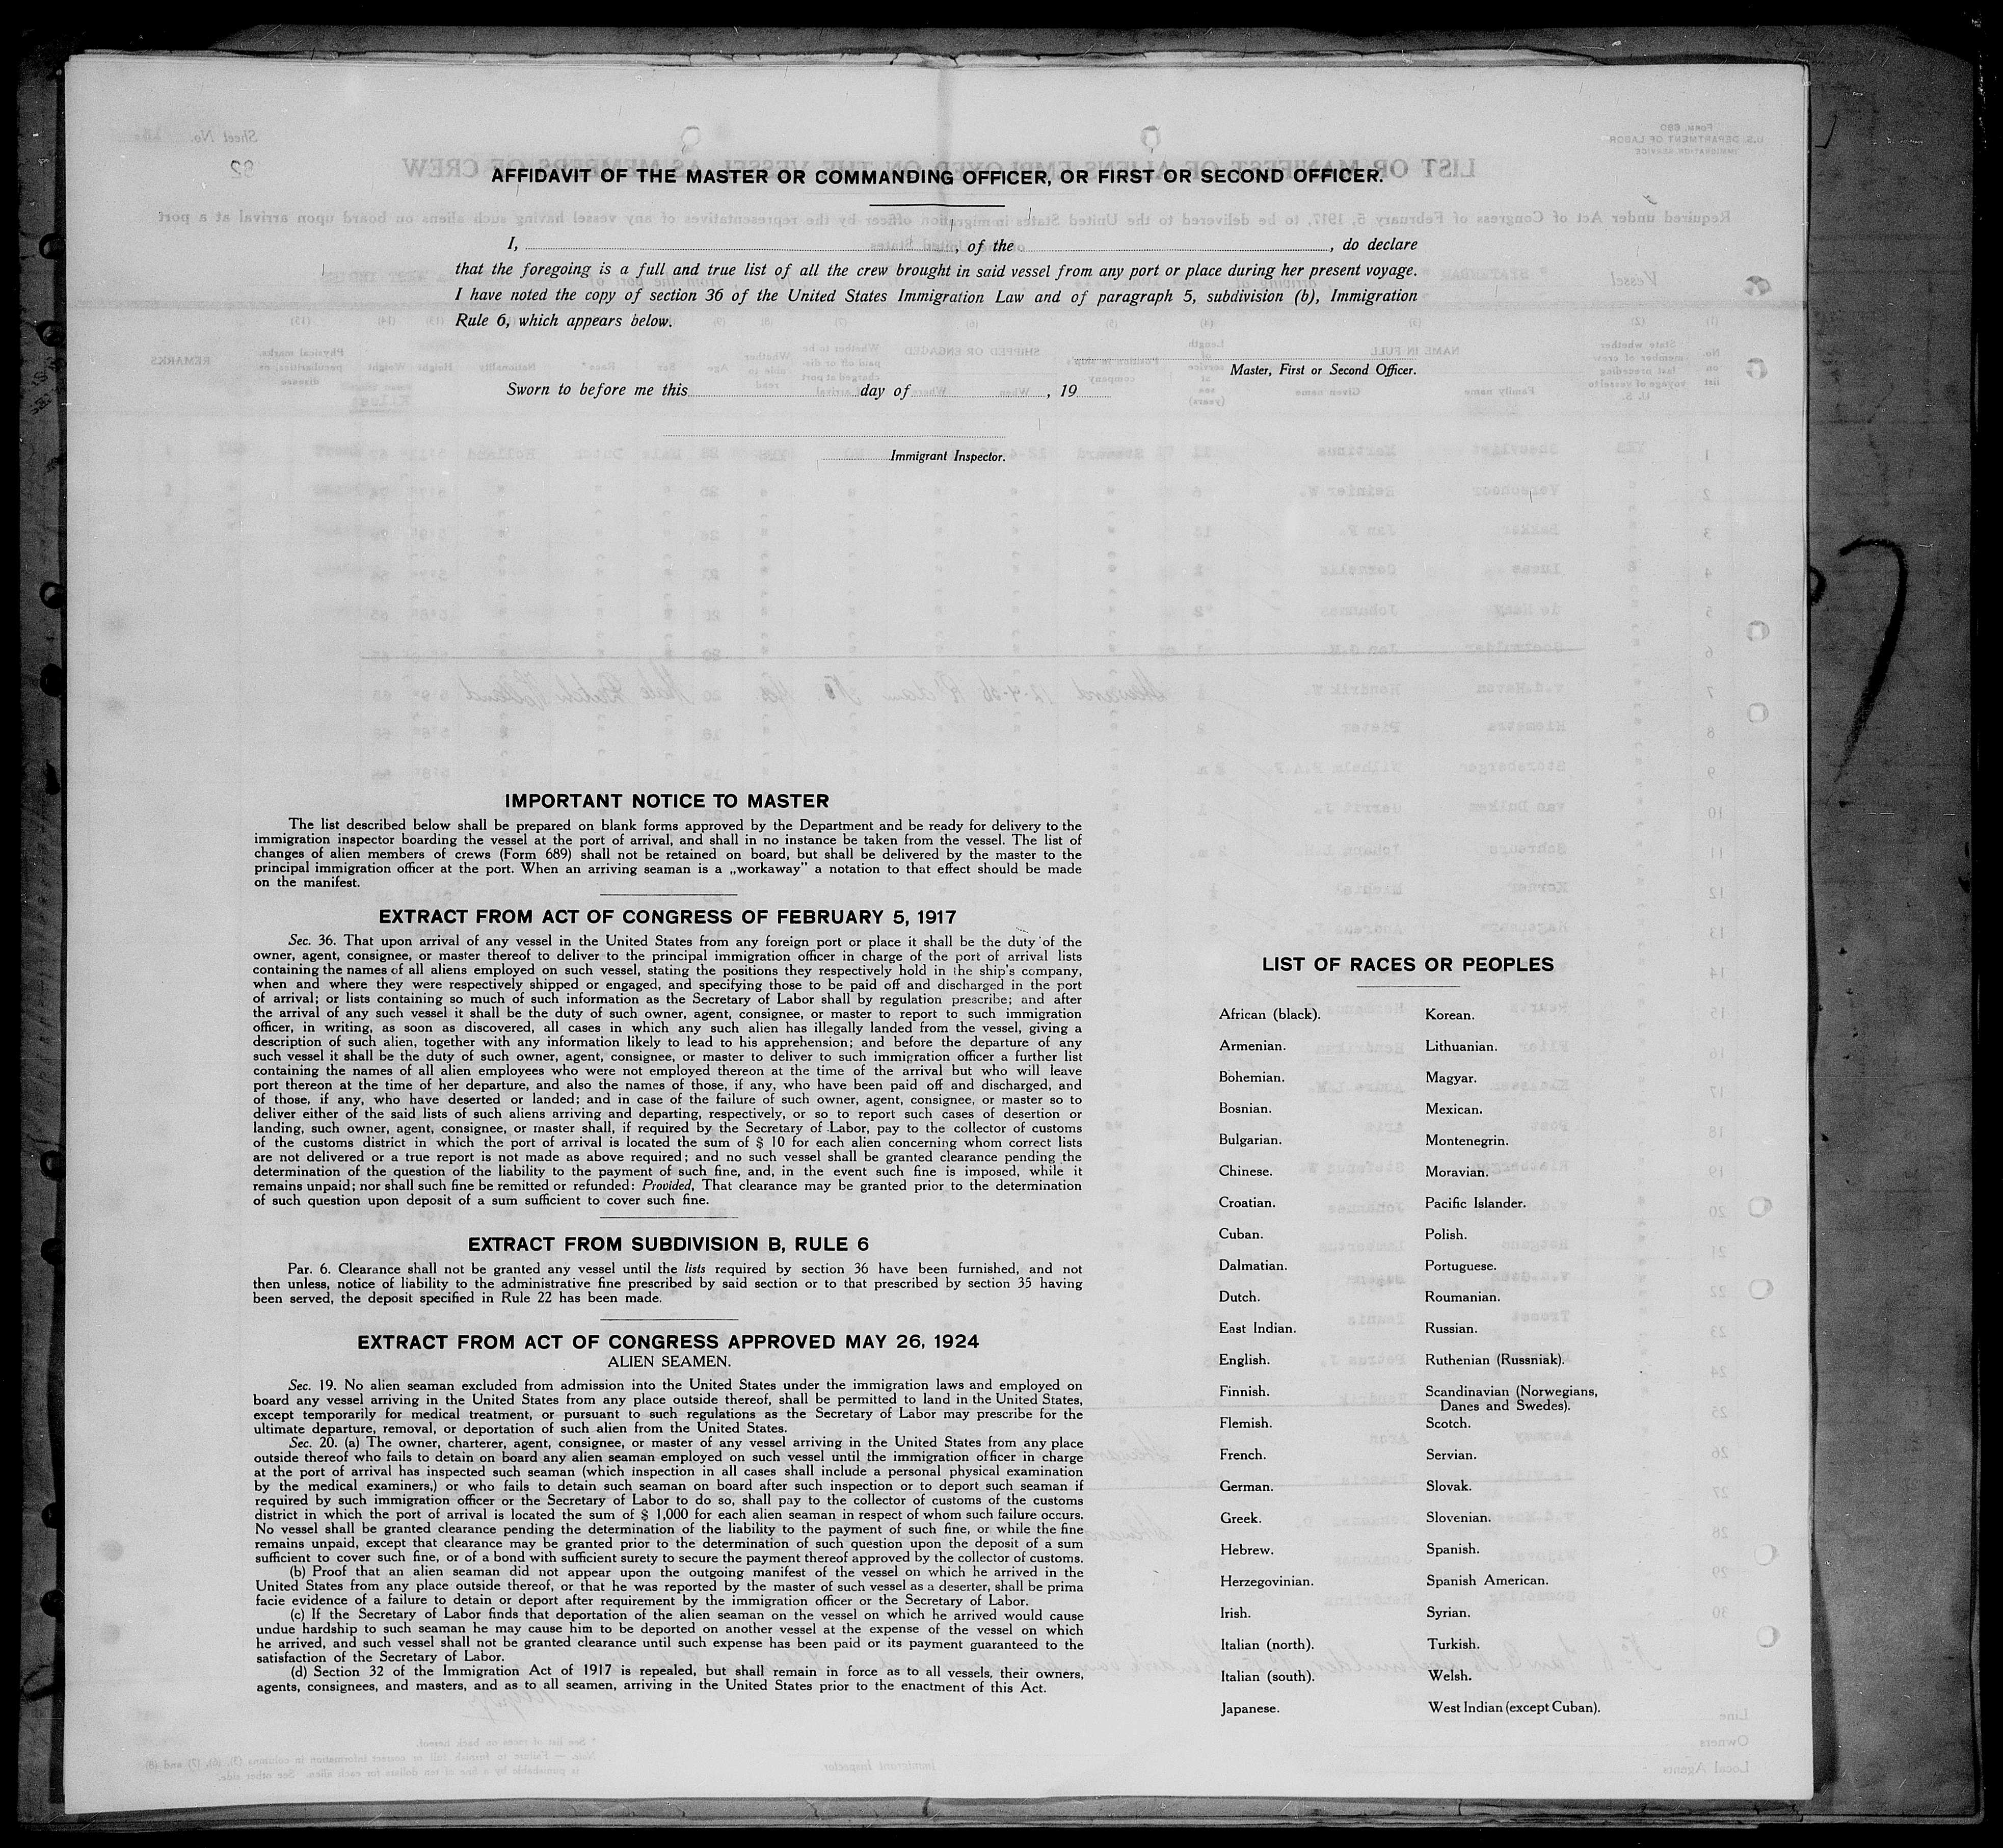 AFFIDAVIT OF THE MASTER OR COMMANDING OFFICER, OR FIRST OR SECOND OFFICER.
I, , of the , do declare
that the foregoing is a full and true list of all the crew brought in said vessel from any port or place during her present voyage.
I have noted the copy of section 36 of the United States Immigration Law and of paragraph 5, subdivision (b), Immigration
Rule 6, which appears below.
Master, First or Second Officer.
Sworn to before me this day of , 19
Immigrant Inspector.
IMPORTANT NOTICE TO MASTER
The list described below shall be prepared on blank forms approved by the Department and be ready for delivery to the
immigration inspector boarding the vessel at the port of arrival, and shall in no instance be taken from the vessel. The list of
changes of alien members of crews (Form 689) shall not be retained on board, but shall be delivered by the master to the
principal immigration officer at the port. When an arriving seaman is a „workaway” a notation to that effect should be made
on the manifest.
EXTRACT FROM ACT OF CONGRESS OF FEBRUARY 5, 1917
Sec. 36. That upon arrival of any vessel in the United States from any foreign port or place it shall be the duty of the
owner, agent, consignee, or master thereof to deliver to the principal immigration officer in charge of the port of arrival lists
containing the names of all aliens employed on such vessel, stating the positions they respectively hold in the ship's company,
when and where they were respectively shipped or engaged, and specifying those to be paid off and discharged in the port
of arrival; or lists containing so much of such information as the Secretary of Labor shall by regulation prescribe; and after
the arrival of any such vessel it shall be the duty of such owner, agent, consignee, or master to report to such immigration
officer, in writing, as soon as discovered, all cases in which any such alien has illegally landed from the vessel, giving a
description of such alien, together with any information likely to lead to his apprehension; and before the departure of any
such vessel it shall be the duty of such owner, agent, consignee, or master to deliver to such immigration officer a further list
containing the names of all alien employees who were not employed thereon at the time of the arrival but who will leave
port thereon at the time of her departure, and also the names of those, if any, who have been paid off and discharged, and
of those, if any, who have deserted or landed; and in case of the failure of such owner, agent, consignee, or master so to
deliver either of the said lists of such aliens arriving and departing, respectively, or so to report such cases of desertion or
landing, such owner, agent, consignee, or master shall, if required by the Secretary of Labor, pay to the collector of customs
of the customs district in which the port of arrival is located the sum of $ 10 for each alien concerning whom correct lists
are not delivered or a true report is not made as above required; and no such vessel shall be granted clearance pending the
determination of the question of the liability to the payment of such fine, and, in the event such fine is imposed, while it
remains unpaid; nor shall such fine be remitted or refunded: Provided, That clearance may be granted prior to the determination
of such question upon deposit of a sum sufficient to cover such fine.
EXTRACT FROM SUBDIVISION B, RULE 6
Par. 6. Clearance shall not be granted any vessel until the lists required by section 36 have been furnished, and not
then unless, notice of liability to the administrative fine prescribed by said section or to that prescribed by section 35 having
been served, the deposit specified in Rule 22 has been made.
EXTRACT FROM ACT OF CONGRESS APPROVED MAY 26, 1924
ALIEN SEAMEN.
Sec. 19. No alien seaman excluded from admission into the United States under the immigration laws and employed on
board any vessel arriving in the United States from any place outside thereof, shall be permitted to land in the United States,
except temporarily for medical treatment, or pursuant to such regulations as the Secretary of Labor may prescribe for the
ultimate departure, removal, or deportation of such alien from the United States.
Sec. 20. (a) The owner, charterer, agent, consignee, or master of any vessel arriving in the United States from any place
outside thereof who fails to detain on board any alien seaman employed on such vessel until the immigration officer in charge
at the port of arrival has inspected such seaman (which inspection in all cases shall include a personal physical examination
by the medical examiners,) or who fails to detain such seaman on board after such inspection or to deport such seaman if
required by such immigration officer or the Secretary of Labor to do so, shall pay to the collector of customs of the customs
district in which the port of arrival is located the sum of $ 1,000 for each alien seaman in respect of whom such failure occurs.
No vessel shall be granted clearance pending the determination of the liability to the payment of such fine, or while the fine
remains unpaid, except that clearance may be granted prior to the determination of such question upon the deposit of a sum
sufficient to cover such fine, or of a bond with sufficient surety to secure the payment thereof approved by the collector of customs.
(b) Proof that an alien seaman did not appear upon the outgoing manifest of the vessel on which he arrived in the
United States from any place outside thereof, or that he was reported by the master of such vessel as a deserter, shall be prima
facie evidence of a failure to detain or deport after requirement by the immigration officer or the Secretary of Labor.
(c) If the Secretary of Labor finds that deportation of the alien seaman on the vessel on which he arrived would cause
undue hardship to such seaman he may cause him to be deported on another vessel at the expense of the vessel on which
he arrived, and such vessel shall not be granted clearance until such expense has been paid or its payment guaranteed to the
satisfaction of the Secretary of Labor.
(d) Section 32 of the Immigration Act of 1917 is repealed, but shall remain in force as to all vessels, their owners,
agents, consignees, and masters, and as to all seamen, arriving in the United States prior to the enactment of this Act.
LIST OF RACES OR PEOPLES
African (black).
Armenian.
Bohemian.
Bosnian.
Bulgarian.
Chinese.
Croatian.
Cuban.
Dalmatian.
Dutch.
East Indian.
English.
Finnish.
Flemish.
French.
German.
Greek.
Hebrew.
Herzegovinian.
Irish.
Italian (north).
Italian (south).
Japanese.
Korean.
Lithuanian.
Magyar.
Mexican.
Montenegrin.
Moravian.
Pacific Islander.
Polish.
Portuguese.
Roumanian.
Russian.
Ruthenian (Russniak).
Scandinavian (Norwegians,
Danes and Swedes).
Scotch.
Servian.
Slovak.
Slovenian.
Spanish.
Spanish American.
Syrian.
Turkish.
Welsh.
West Indian (except Cuban).